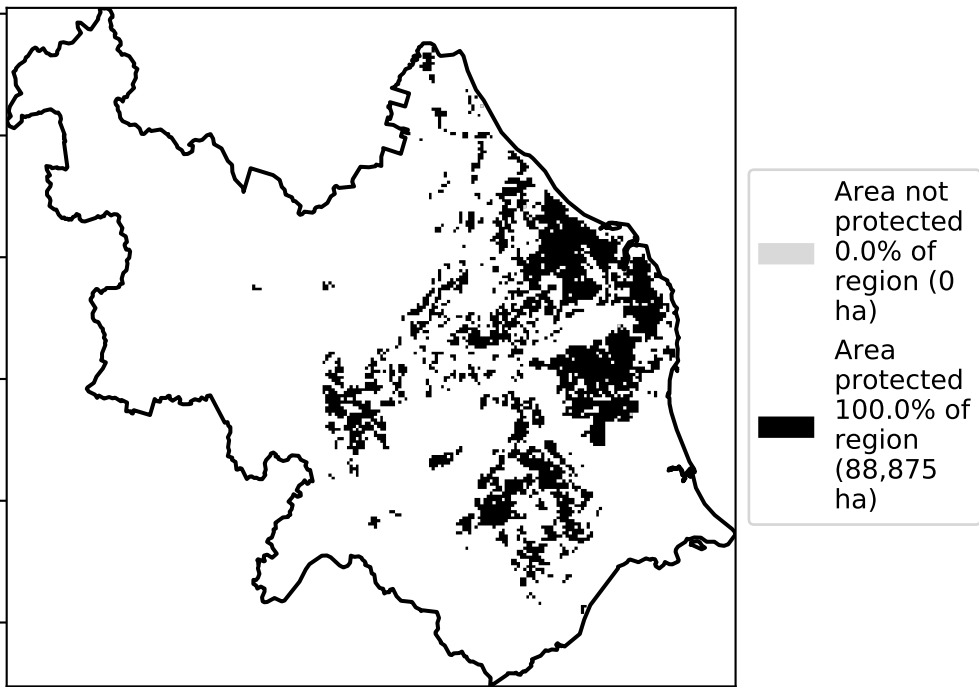 Area not
protected
0.0% of
region (0
ha)
Area
protected
100.0% of
region
(88,875
ha)